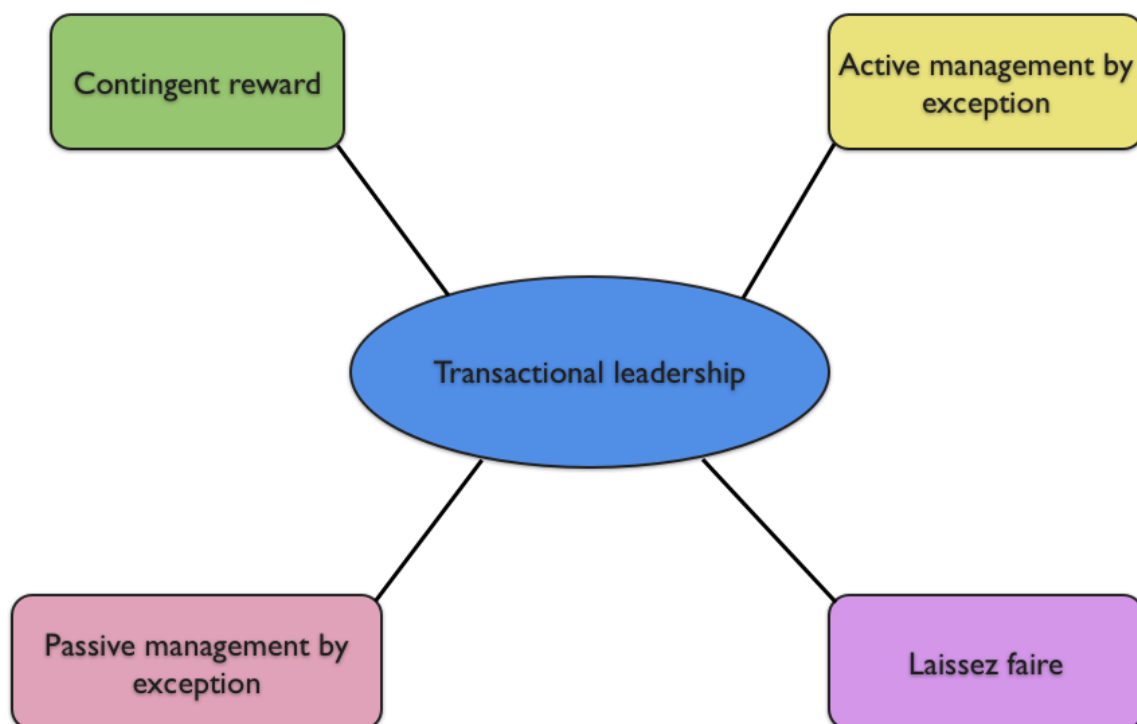 Contingent reward
Active management by
exception
Transactional leadership
Passive management by
exception
Laissez faire